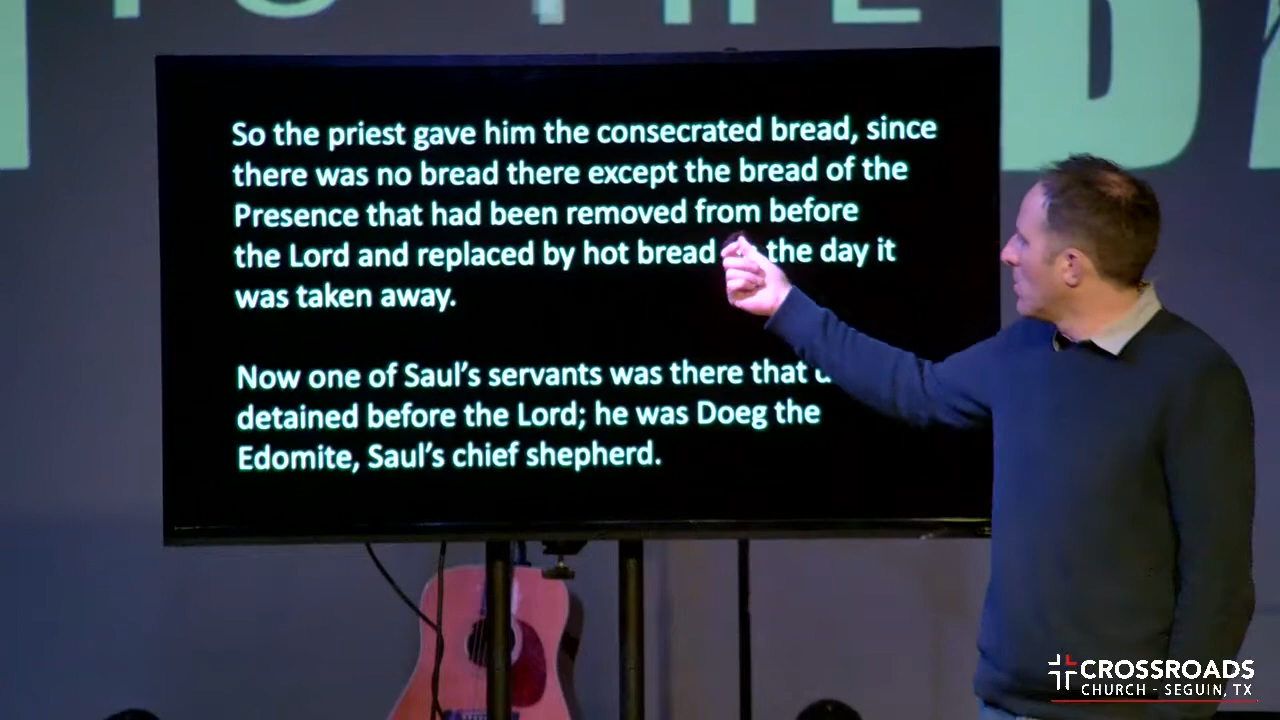 TO THE
So the priest gave him the consecrated bread, since
there was no bread there except the bread of the
Presence that had been removed from before
the Lord and replaced by hot bread the day it
was taken away.
Now one of Saul's servants was there that
detained before the Lord; he was Doeg the
Edomite, Saul's chief shepherd.
CROSSROADS
CHURCH - SEGUIN, TX